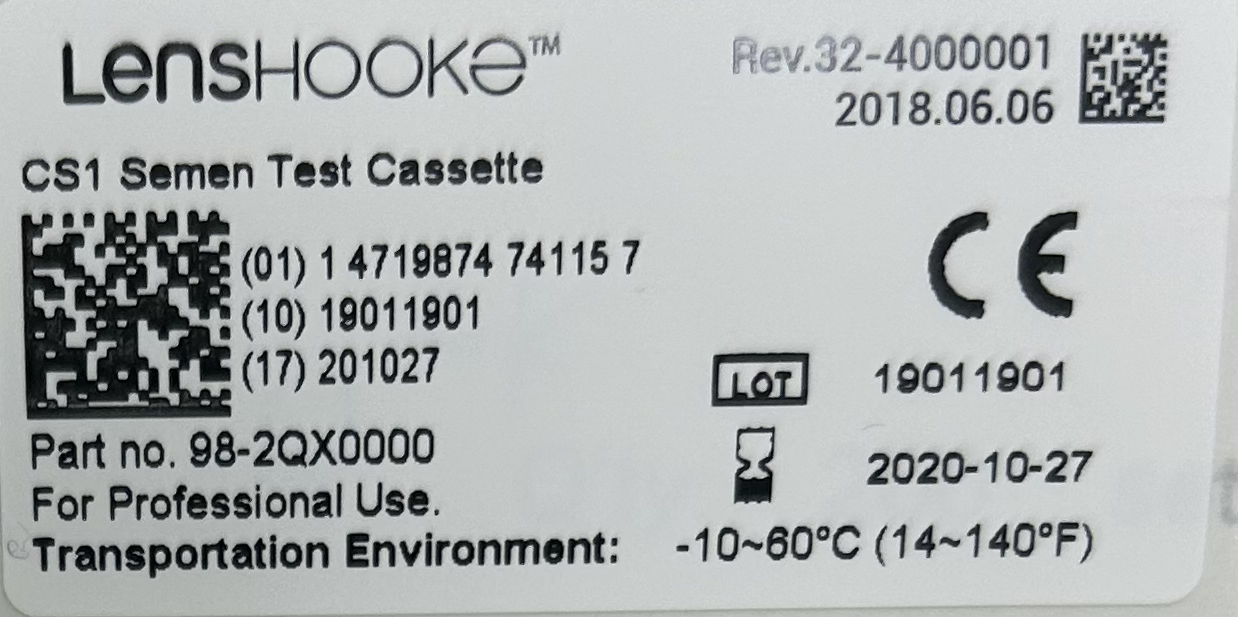 LensHOOKe™
Rev.32-4000001
2018.06.06
CS1 Semen Test Cassette
(01) 1 4719874 74115 7
(10) 19011901
(17) 201027
CE
LOT 19011901
2020-10-27
Part no. 98-2QX0000
For Professional Use.
Transportation Environment: -10~60°C (14~140°F)